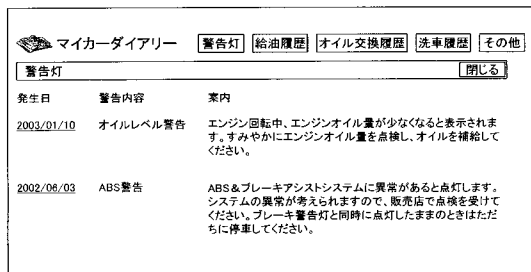 マイカーダイアリー 警告灯 給油履歴 オイル交換履歴 洗車履歴 その他
警告灯 閉じる
発生日 警告内容 案内
2003/01/10 オイルレベル警告 エンジン回転中、エンジンオイル量が少なくなると表示されま
す。すみやかにエンジンオイル量を点検し、オイルを補給して
ください。
2002/06/03 ABS警告 ABS&ブレーキアシストシステムに異常があると点灯します。
システムの異常が考えられますので、販売店で点検を受けて
ください。ブレーキ警告灯と同時に点灯したままのときはただ
ちに停車してください。